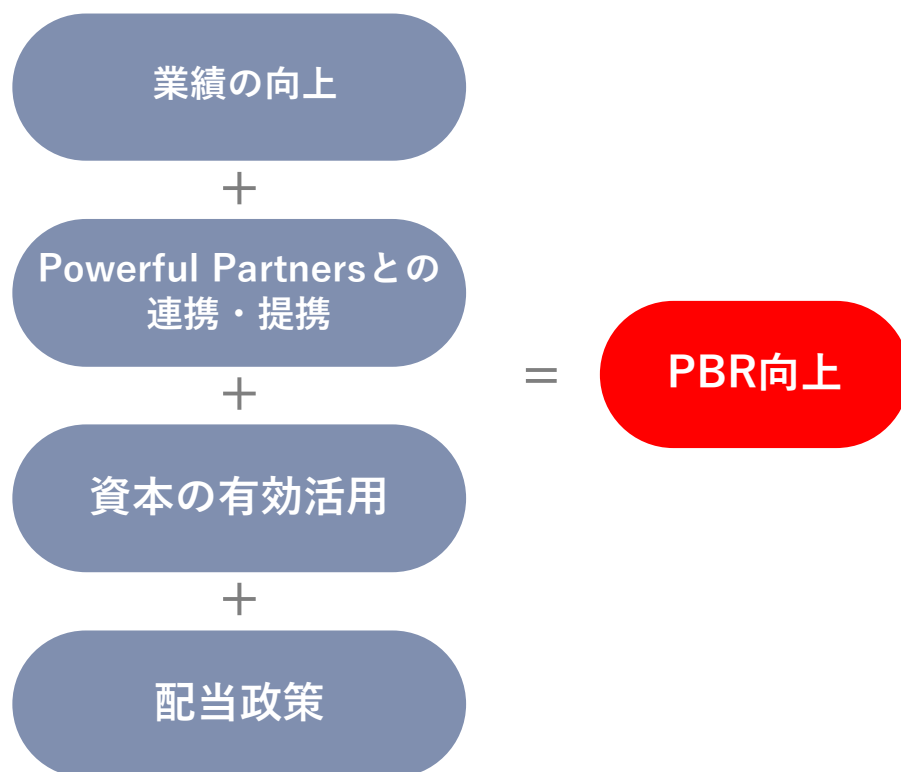 業績の向上
＋
Powerful Partnersとの
連携・提携
＋
資本の有効活用
＋
配当政策
＝
PBR向上